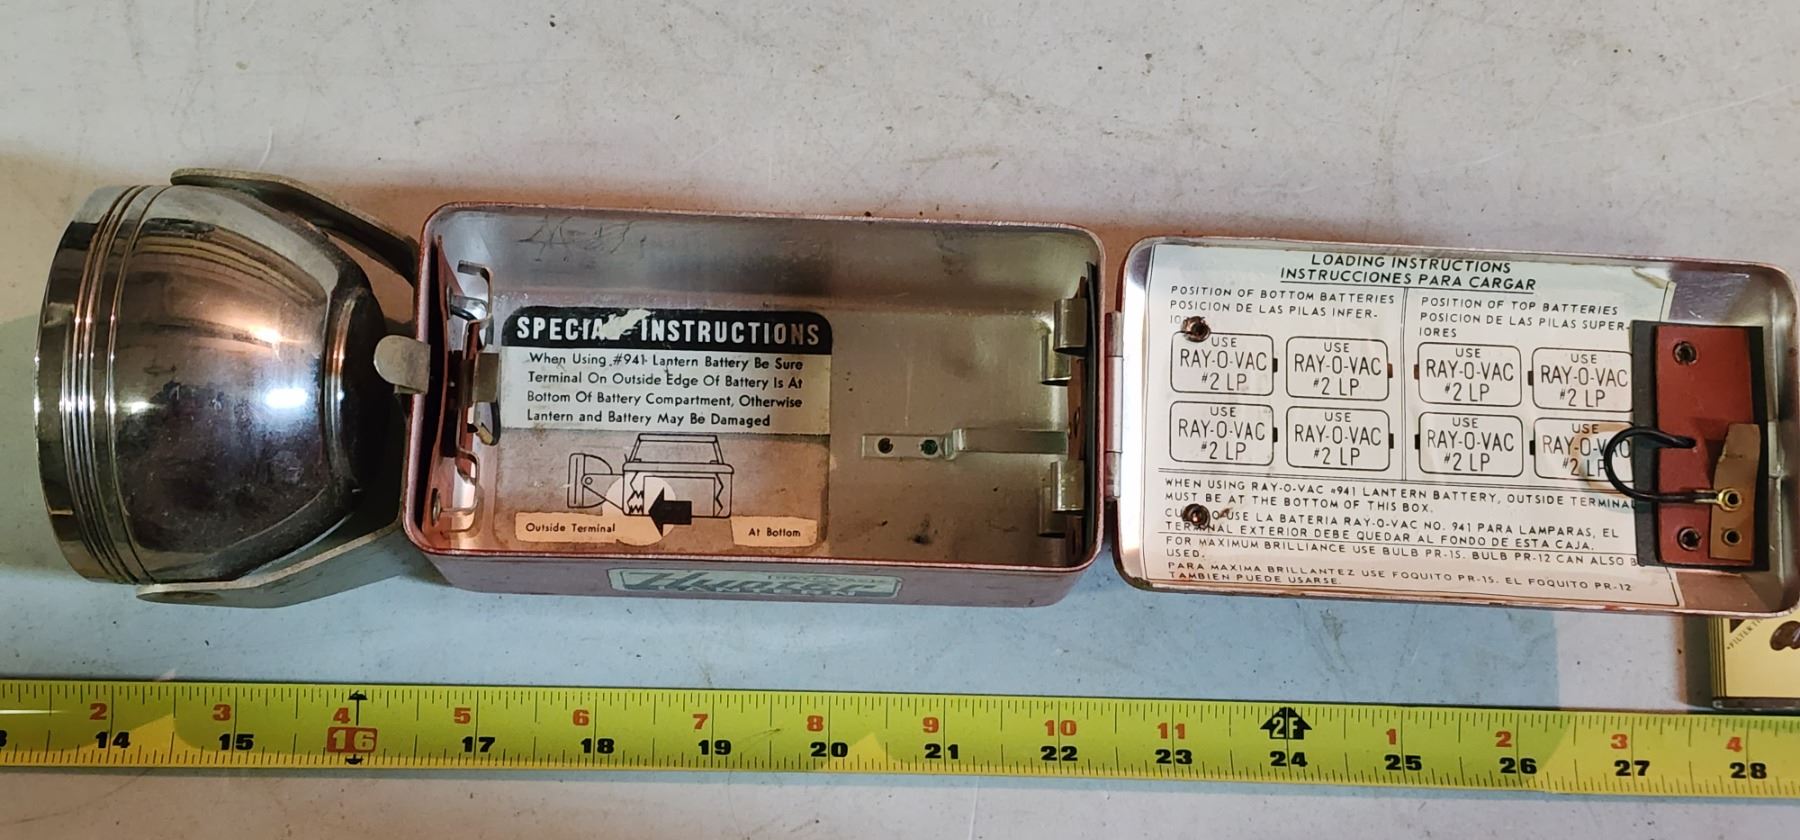 SPECIAL INSTRUCTIONS
When Using #941 Lantern Battery Be Sure
Terminal On Outside Edge Of Battery Is At
Bottom Of Battery Compartment, Otherwise
Lantern and Battery May Be Damaged
Outside Terminal
At Bottom
LOADING INSTRUCTIONS
INSTRUCCIONES PARA CARGAR
POSITION OF BOTTOM BATTERIES
POSICION DE LAS PILAS INFER-
POSITION OF TOP BATTERIES
POSICION DE LAS PILAS SUPER-
IORES
USE
RAY-O-VAC
#2 LP
USE
RAY-O-VAC
#2 LP
USE
RAY-O-VAC
#2 LP
USE
RAY-O-VAC
#2 LP
USE
RAY-O-VAC
#2 LP
USE
RAY-O-VAC
#2 LP
USE
RAY-O-VAC
#2 LP
USE
RAY-O-VAC
#2 LP
WHEN USING RAY-O-VAC #941 LANTERN BATTERY, OUTSIDE TERMINAL
MUST BE AT THE BOTTOM OF THIS BOX.
USE LA BATERIA RAY-O-VAC NO. 941 PARA LAMPARAS, EL
TERMINAL EXTERIOR DEBE QUEDAR AL FONDO DE ESTA CAJA.
FOR MAXIMUM BRILLIANCE USE BULB PR-15. BULB PR-12 CAN ALSO BE
USED.
PARA MAXIMA BRILLANTEZ USE FOQUITO PR-15. EL FOQUITO PR-12
TAMBIEN PUEDE USARSE.
2 3 4 5 6 7 8 9 10 11 2F 1 2 3 4
14 15 16 17 18 19 20 21 22 23 24 25 26 27 28